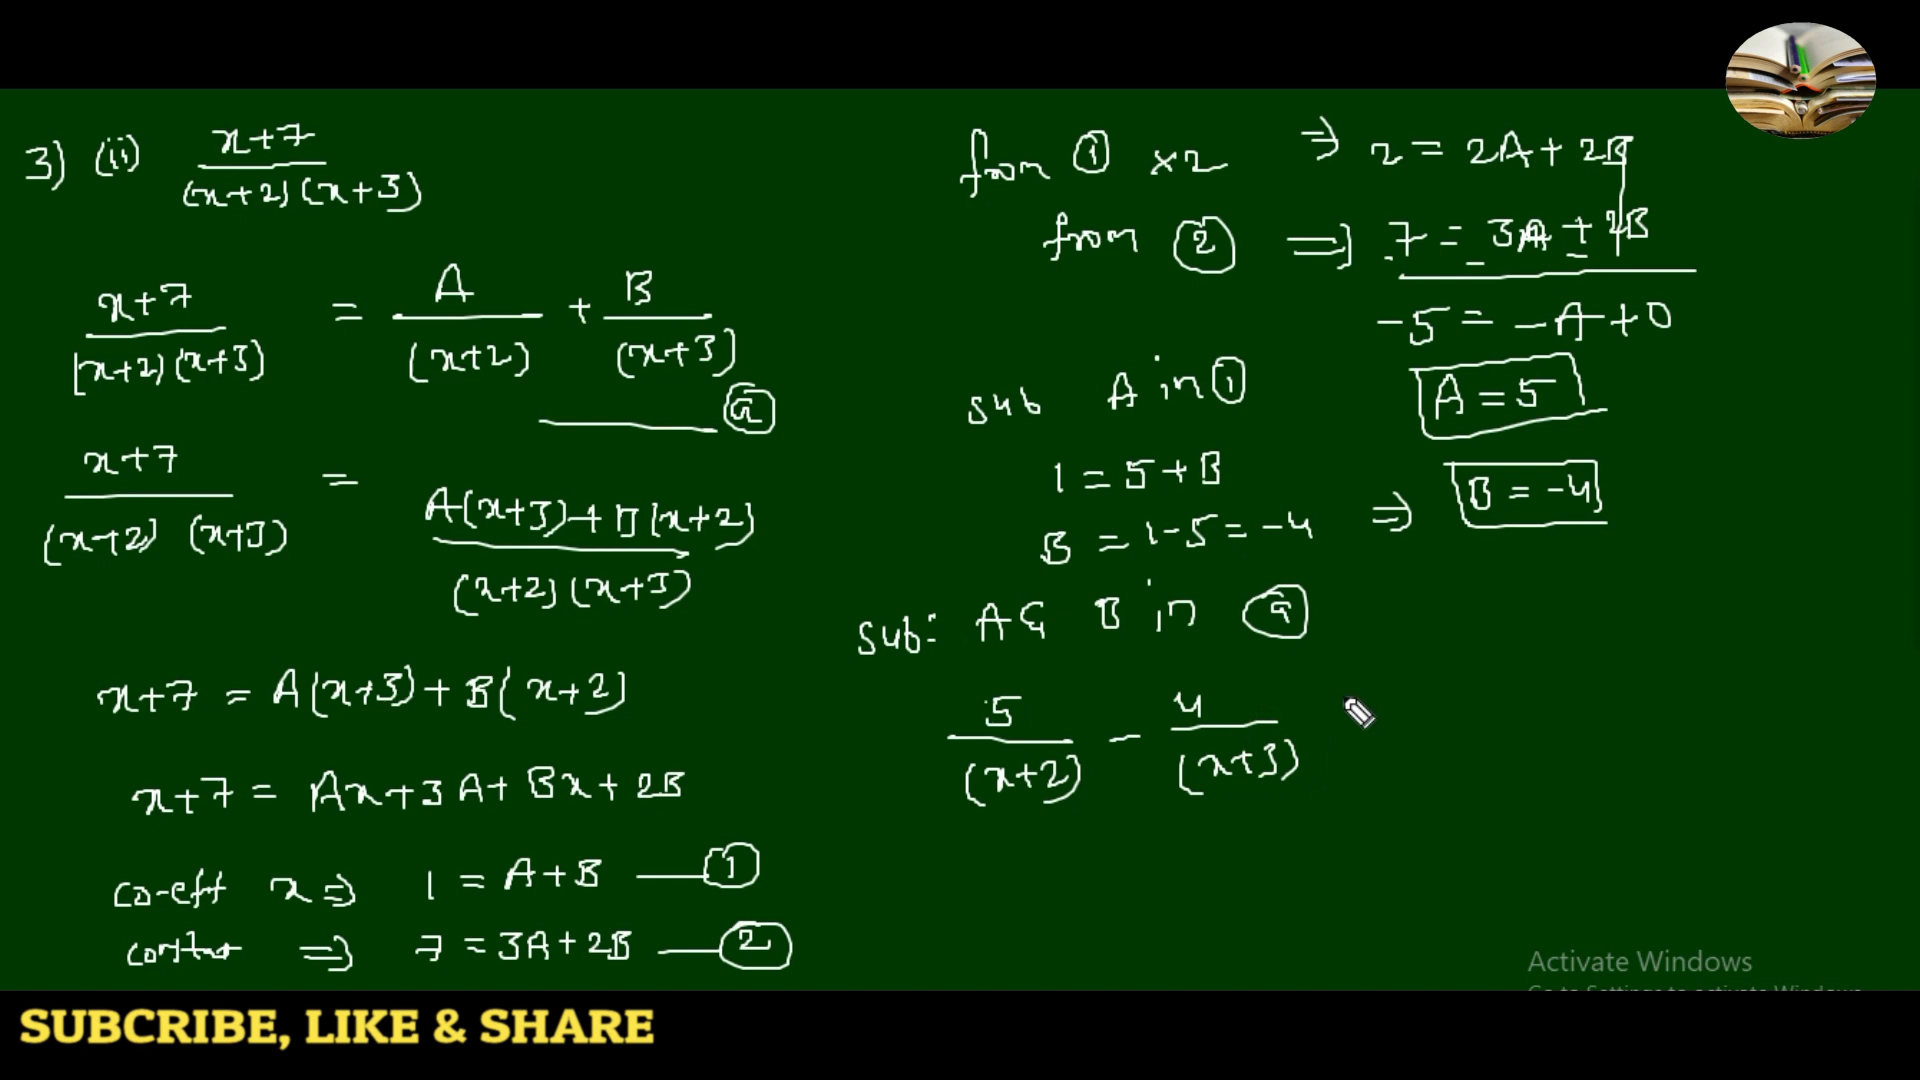 3) (ii) x+7 / (x+2)(x+3)
x+7 / (x+2)(x+3) = A / (x+2) + B / (x+3)
a
x+7 / (x+2)(x+3) = A(x+3)+B(x+2) / (x+2)(x+3)
x+7 = A(x+3)+B(x+2)
x+7 = Ax+3A+Bx+2B
co-eff x ⇒ 1 = A+B — 1
⇒ 7 = 3A+2B — 2
from 1 ×2 ⇒ 2 = 2A+2B
from 2 ⇒ 7 = 3A+2B
- - -
-5 = -A+0
A = 5
sub A in 1
1 = 5+B
B = 1-5 = -4 ⇒ B = -4
sub: A & B in a
5 / (x+2) - 4 / (x+3)
Activate Windows
SUBCRIBE, LIKE & SHARE